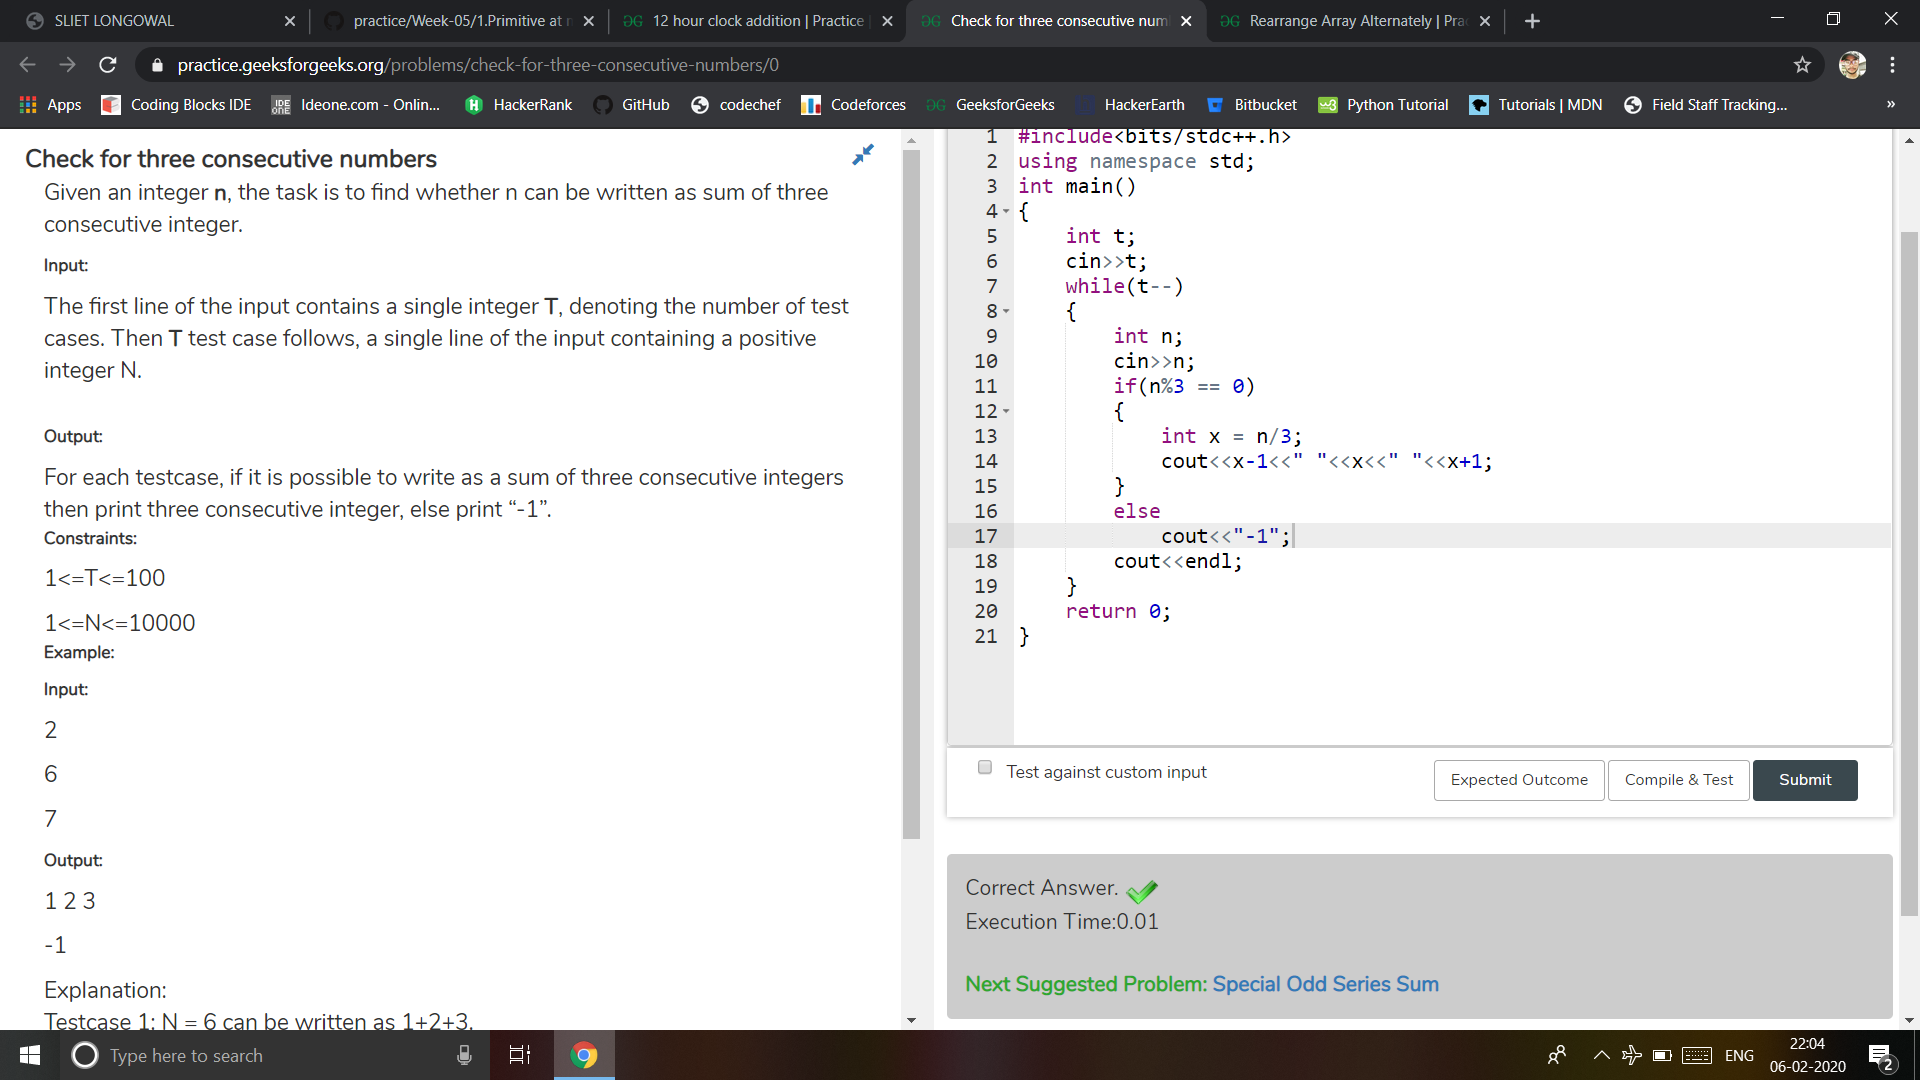 SLIET LONGOWAL
practice/Week-05/1.Primitive at n
12 hour clock addition | Practice
Check for three consecutive num
Rearrange Array Alternately | Prac
practice.geeksforgeeks.org/problems/check-for-three-consecutive-numbers/0
Apps
Coding Blocks IDE
IDE ONE
Ideone.com - Onlin...
HackerRank
GitHub
codechef
Codeforces
GeeksforGeeks
HackerEarth
Bitbucket
w3
Python Tutorial
Tutorials | MDN
Field Staff Tracking...
»
Check for three consecutive numbers
Given an integer n, the task is to find whether n can be written as sum of three
consecutive integer.
Input:
The first line of the input contains a single integer T, denoting the number of test
cases. Then T test case follows, a single line of the input containing a positive
integer N.
Output:
For each testcase, if it is possible to write as a sum of three consecutive integers
then print three consecutive integer, else print “-1”.
Constraints:
1<=T<=100
1<=N<=10000
Example:
Input:
2
6
7
Output:
1 2 3
-1
Explanation:
Testcase 1: N = 6 can be written as 1+2+3.
1 #include<bits/stdc++.h>
2 using namespace std;
3 int main()
4 {
5 int t;
6 cin>>t;
7 while(t--)
8 {
9 int n;
10 cin>>n;
11 if(n%3 == 0)
12 {
13 int x = n/3;
14 cout<<x-1<<" "<<x<<" "<<x+1;
15 }
16 else
17 cout<<"-1";
18 cout<<endl;
19 }
20 return 0;
21 }
Test against custom input
Expected Outcome
Compile & Test
Submit
Correct Answer.
Execution Time:0.01
Next Suggested Problem: Special Odd Series Sum
Type here to search
ENG
22:04
06-02-2020
2